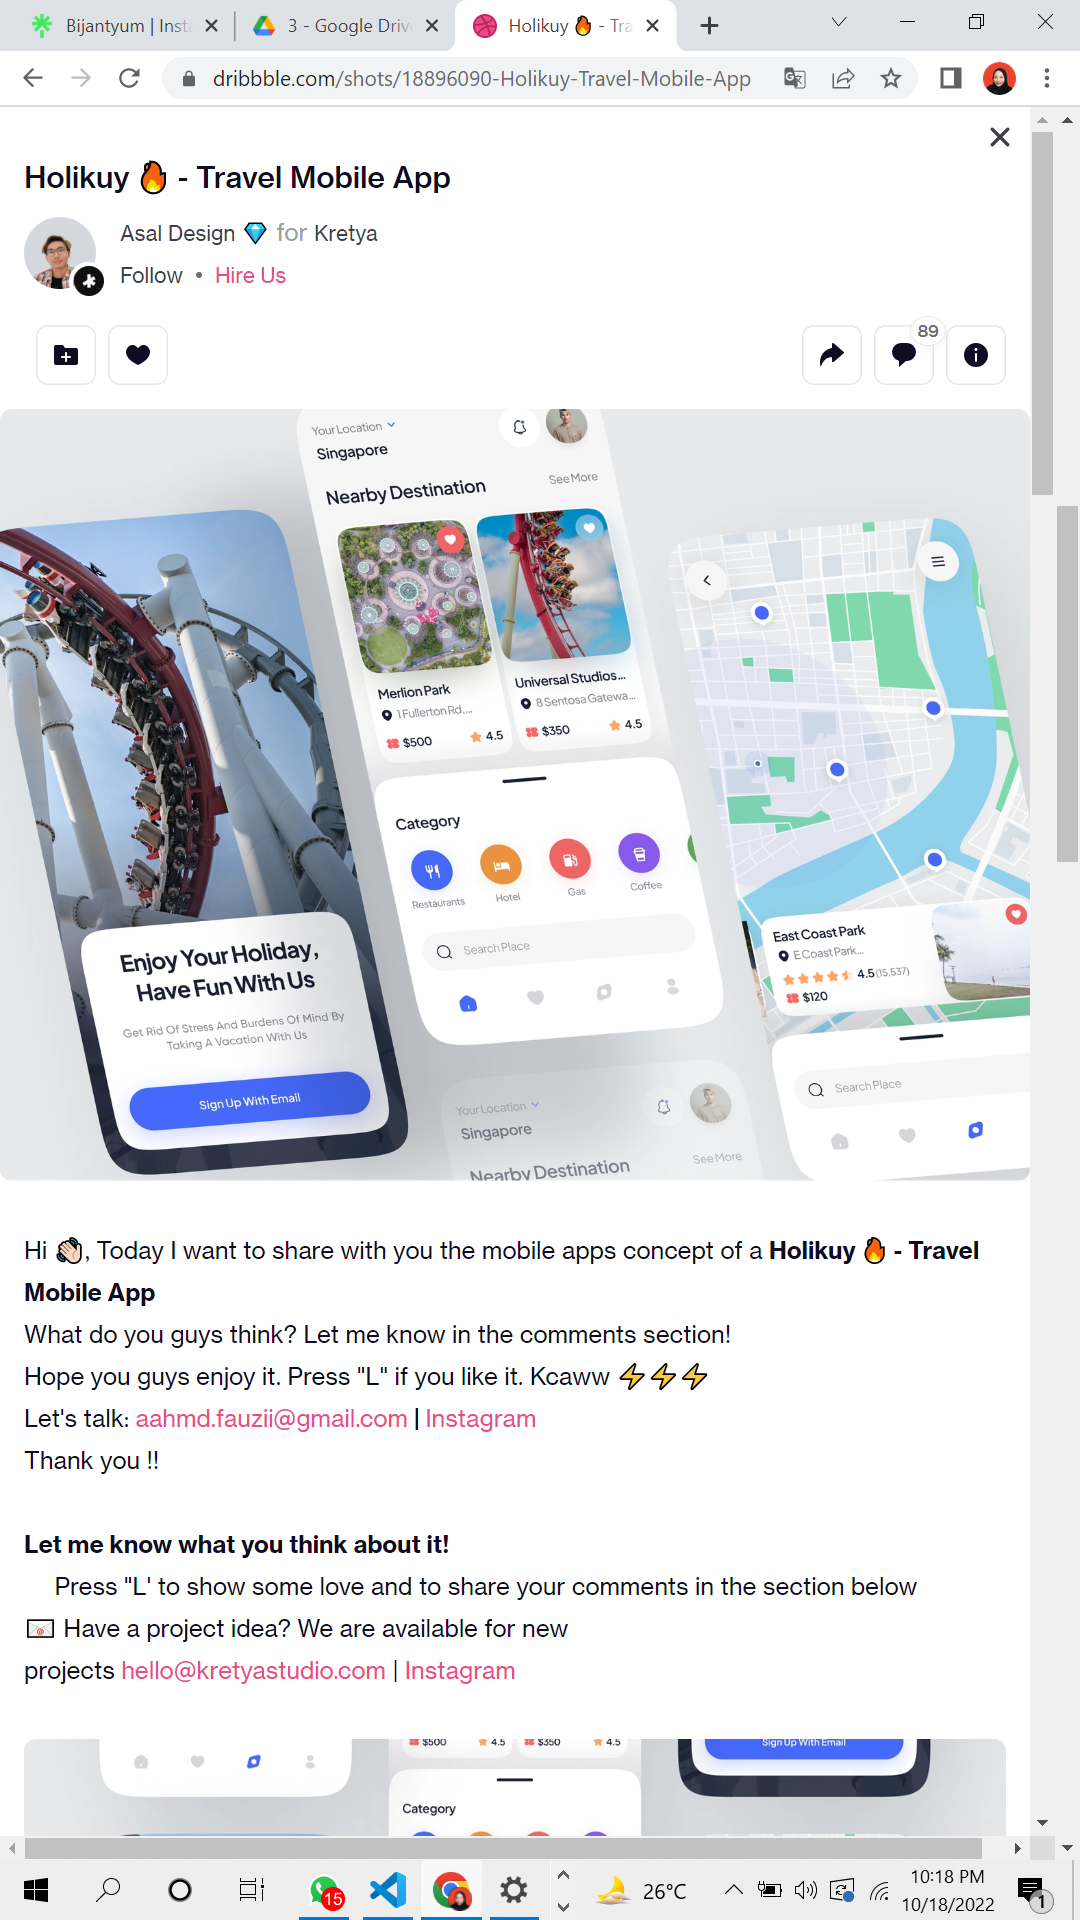 Bijantyum | Inst
3 - Google Driv
Holikuy 🔥 - Tra
dribbble.com/shots/18896090-Holikuy-Travel-Mobile-App
Holikuy 🔥 - Travel Mobile App
Asal Design 💎 for Kretya
Follow • Hire Us
89
Your Location
Singapore
Nearby Destination
See More
Merlion Park
1 Fullerton Rd,...
$500
4.5
Universal Studios...
8 Sentosa Gatewa...
$350
4.5
Category
Restaurants
Hotel
Gas
Coffee
Search Place
Enjoy Your Holiday,
Have Fun With Us
Get Rid Of Stress And Burdens Of Mind By
Taking A Vacation With Us
Sign Up With Email
East Coast Park
E Coast Park...
4.5 (15,537)
$120
Search Place
Your Location
Singapore
Nearby Destination
See More
Hi 👋🏻, Today I want to share with you the mobile apps concept of a Holikuy 🔥 - Travel
Mobile App
What do you guys think? Let me know in the comments section!
Hope you guys enjoy it. Press "L" if you like it. Kcaww ⚡⚡⚡
Let's talk: aahmd.fauzii@gmail.com | Instagram
Thank you !!
Let me know what you think about it!
Press "L' to show some love and to share your comments in the section below
📧 Have a project idea? We are available for new
projects hello@kretyastudio.com | Instagram
$500
4.5
$350
4.5
Sign Up With Email
Category
15
26°C
10:18 PM
10/18/2022
1